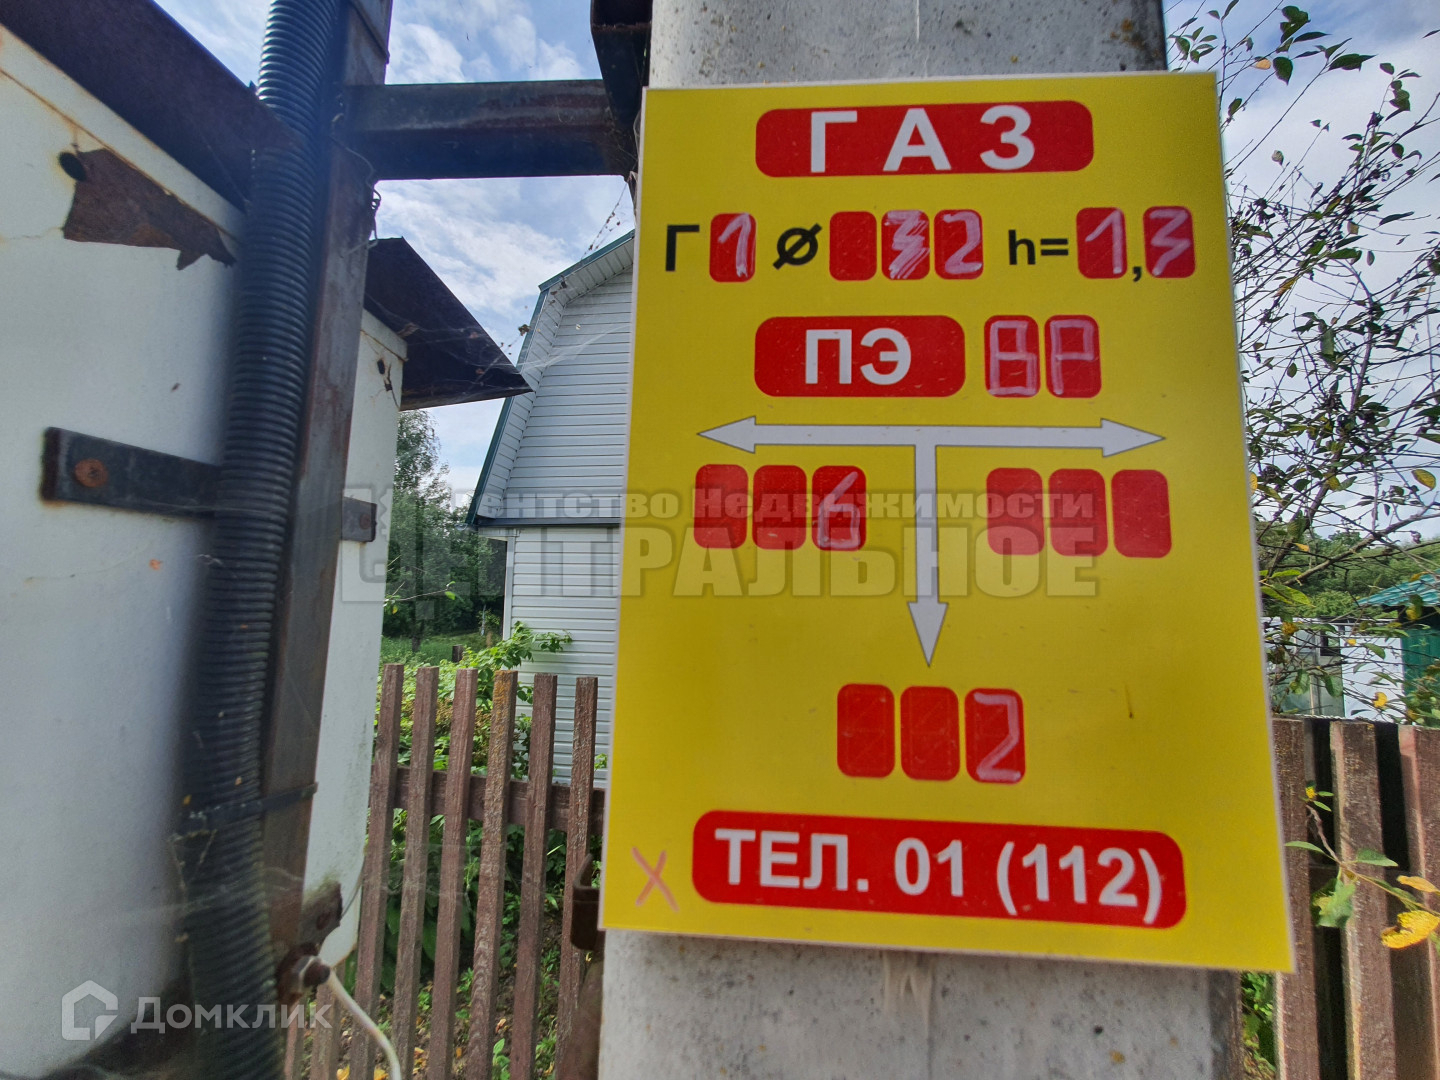 ГАЗ
Г 1 ⌀ 32 h= 1,3
ПЭ ВР
6
Агентство Недвижимости
ЦЕНТРАЛЬНОЕ
2
Х ТЕЛ. 01 (112)
Домклик